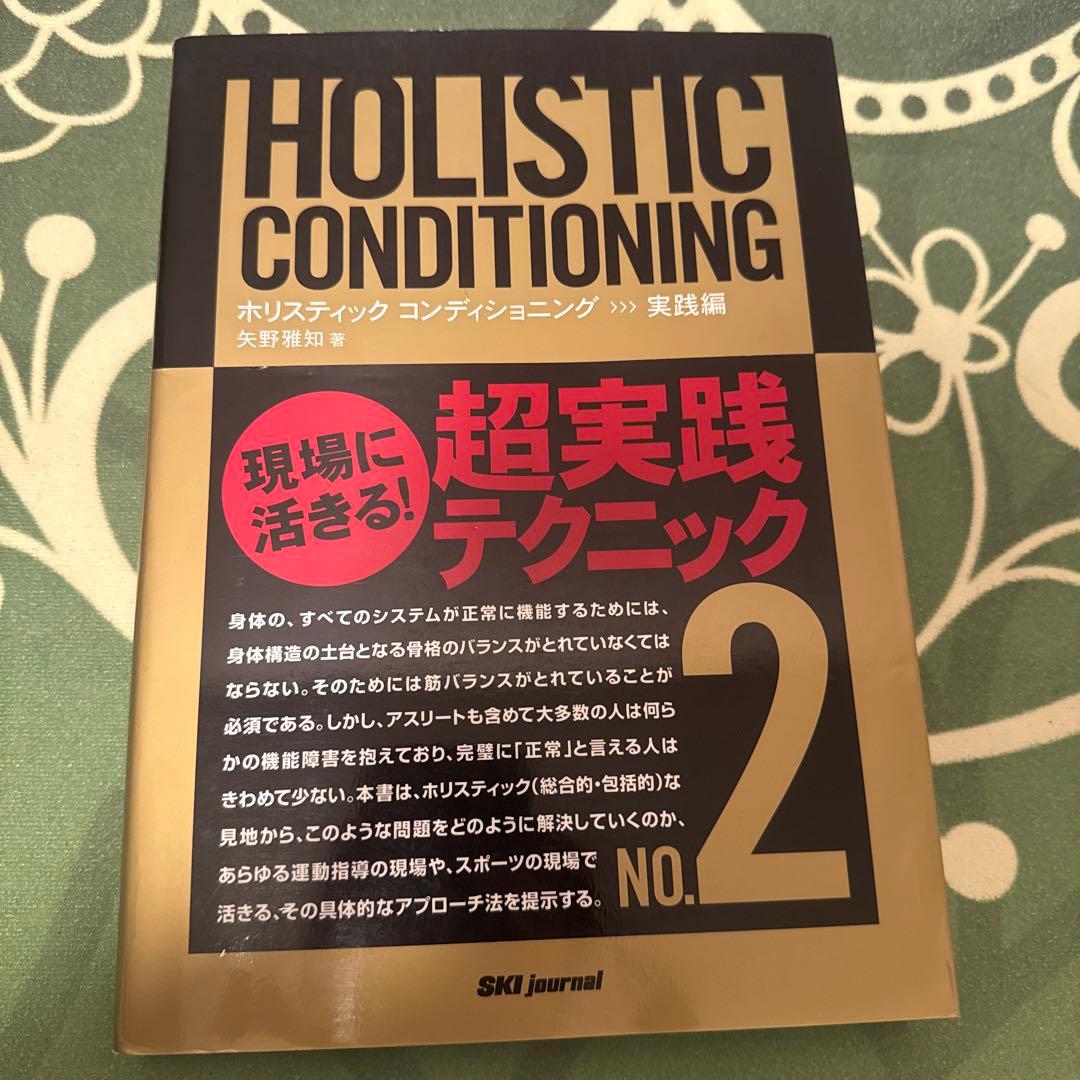 HOLISTIC
CONDITIONING
ホリスティック コンディショニング >>> 実践編
矢野雅知 著
現場に
活きる!
超実践
テクニック
身体の、すべてのシステムが正常に機能するためには、
身体構造の土台となる骨格のバランスがとれていなくては
ならない。そのためには筋バランスがとれていることが
必須である。しかし、アスリートも含めて大多数の人は何ら
かの機能障害を抱えており、完璧に「正常」と言える人は
きわめて少ない。本書は、ホリスティック(総合的・包括的)な
見地から、このような問題をどのように解決していくのか、
あらゆる運動指導の現場や、スポーツの現場で
活きる、その具体的なアプローチ法を提示する。
NO.2
SKI journal